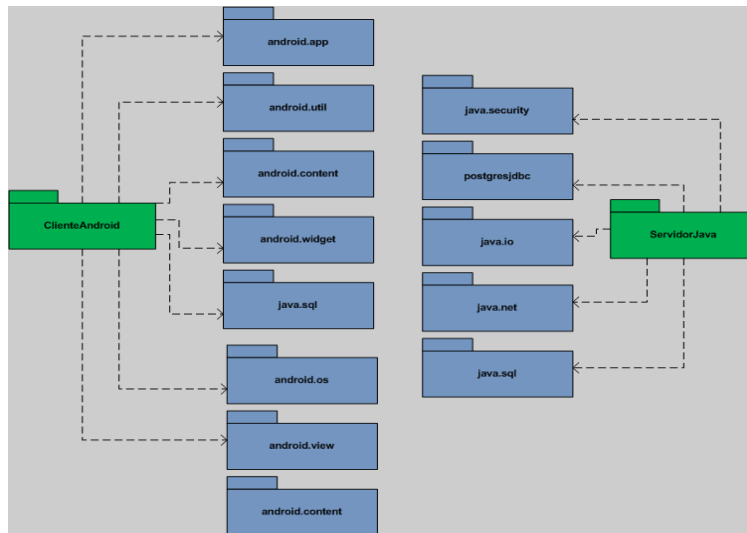 android.app
android.util
android.content
android.widget
java.sql
android.os
android.view
android.content
ClienteAndroid
java.security
postgresjdbc
java.io
java.net
java.sql
ServidorJava